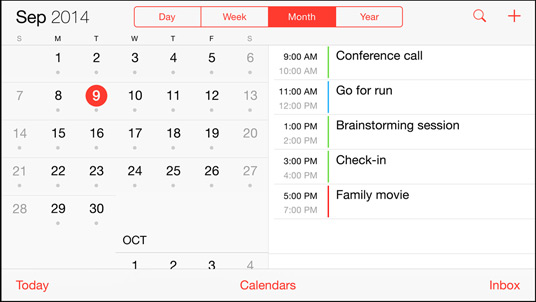 Sep 2014
Day Week Month Year
S M T W T F S
1 2 3 4 5 6
7 8 9 10 11 12 13
14 15 16 17 18 19 20
21 22 23 24 25 26 27
28 29 30
OCT
1 2 3 4
9:00 AM Conference call
10:00 AM
11:00 AM Go for run
12:00 PM
1:00 PM Brainstorming session
2:00 PM
3:00 PM Check-in
4:00 PM
5:00 PM Family movie
7:00 PM
Today Calendars Inbox